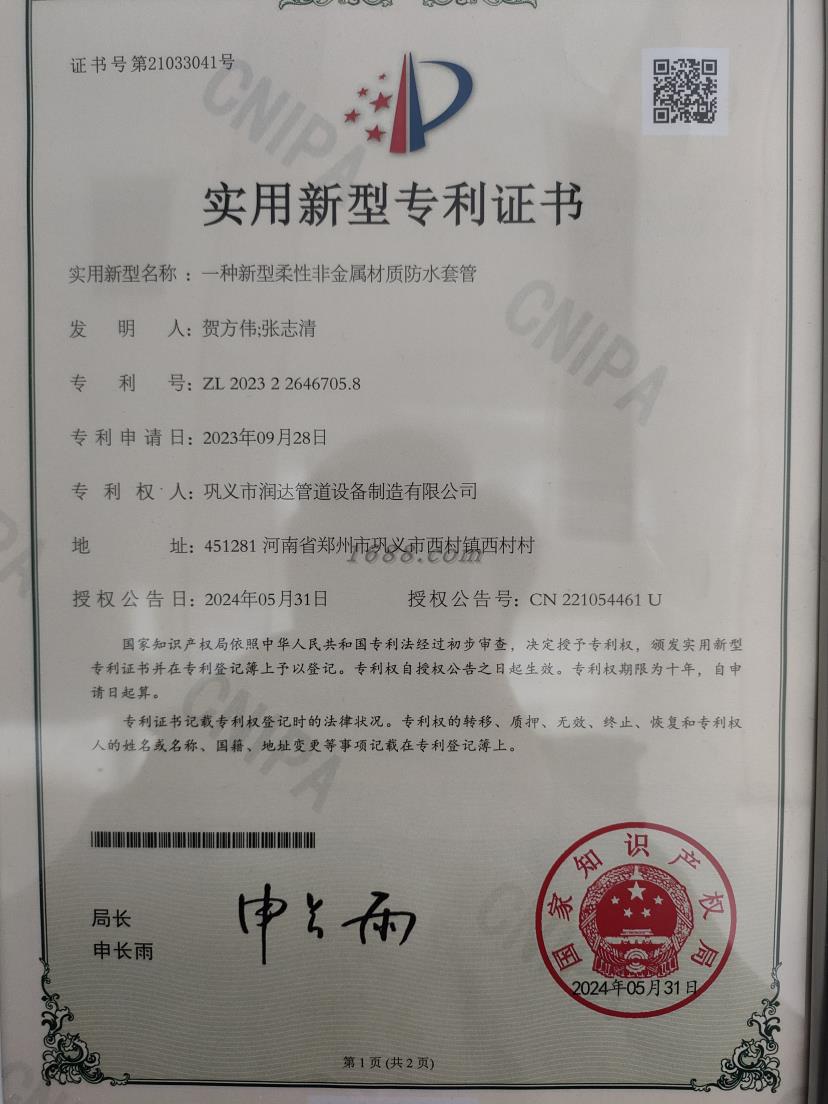 证书号第21033041号
实用新型专利证书
实用新型名称：一种新型柔性非金属材质防水套管
发明人：贺方伟;张志清
专利号：ZL 2023 2 2646705.8
专利申请日：2023年09月28日
专利权人：巩义市润达管道设备制造有限公司
地址：451281 河南省郑州市巩义市西村镇西村村
1688.com
授权公告日：2024年05月31日 授权公告号：CN 221054461 U
国家知识产权局依照中华人民共和国专利法经过初步审查，决定授予专利权，颁发实用新型
专利证书并在专利登记簿上予以登记。专利权自授权公告之日起生效。专利权期限为十年，自申
请日起算。
专利证书记载专利权登记时的法律状况。专利权的转移、质押、无效、终止、恢复和专利权
人的姓名或名称、国籍、地址变更等事项记载在专利登记簿上。
局长
申长雨
申长雨
国家知识产权局
2024年05月31日
第1页(共2页)
CNIPA
CNIPA
CNIPA